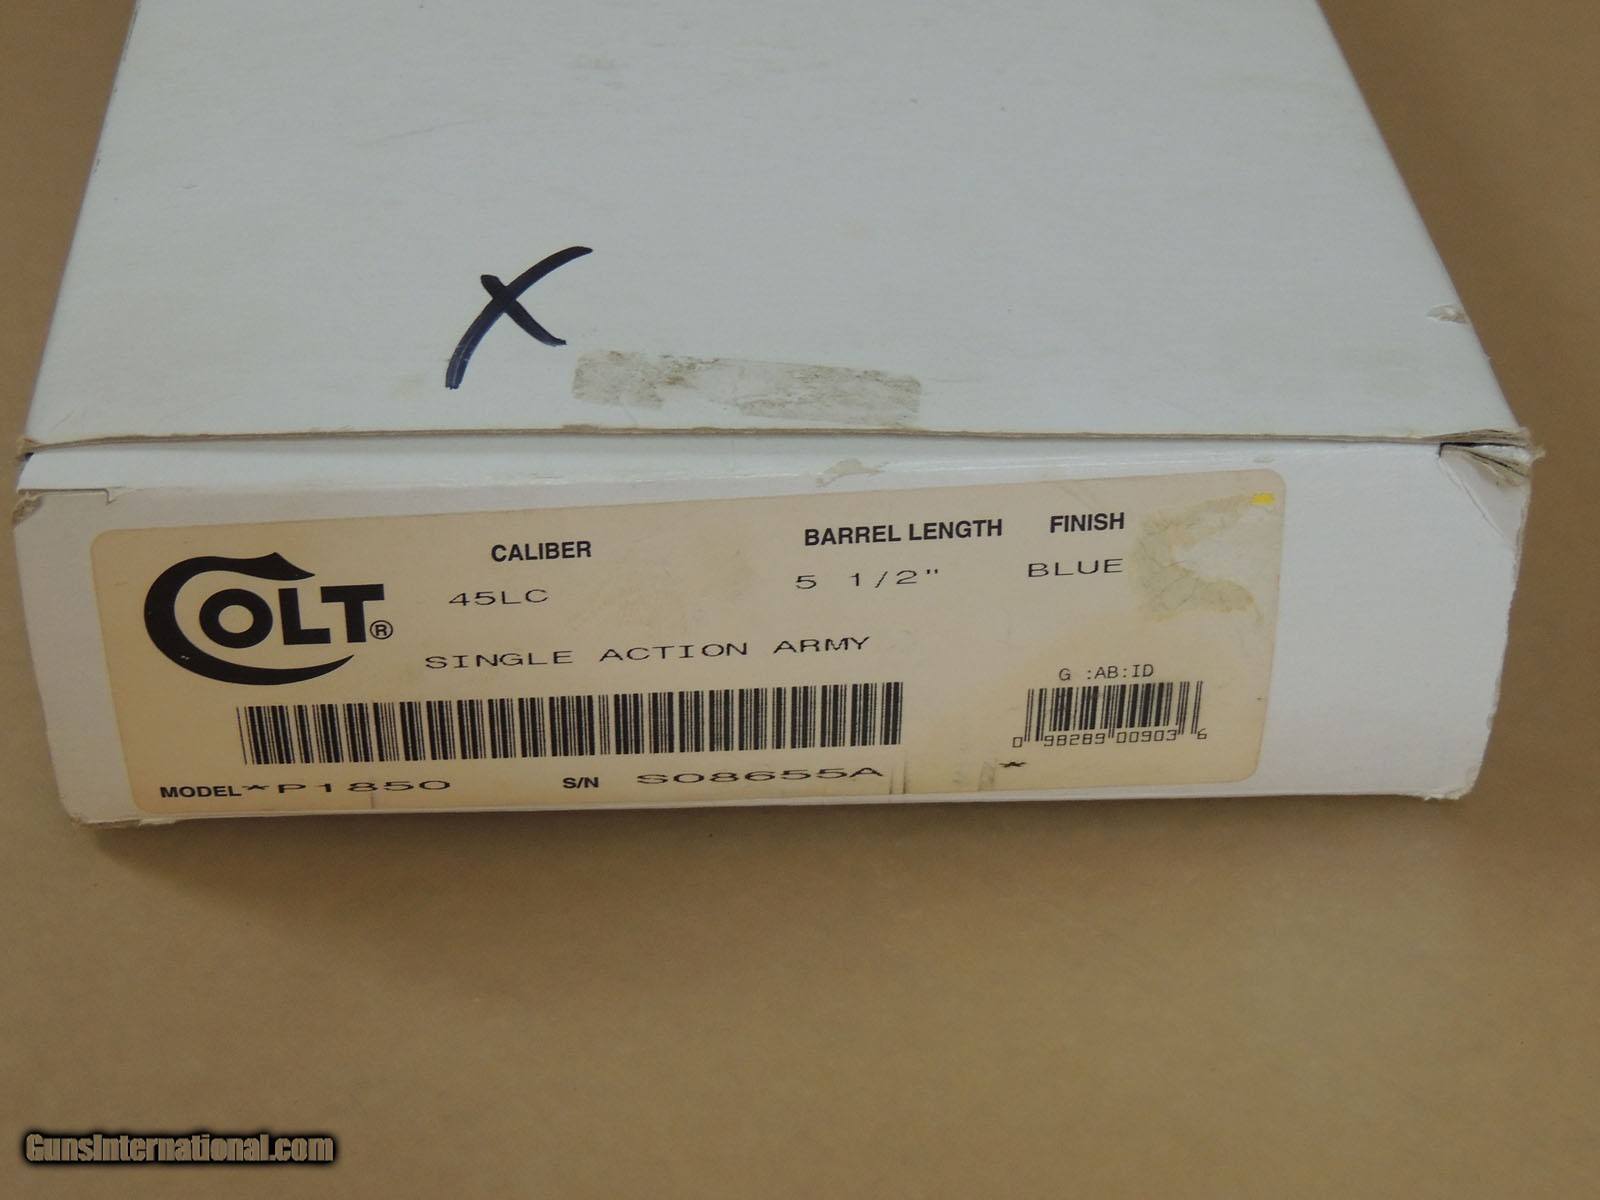 X
CALIBER BARREL LENGTH FINISH
45LC 5 1/2" BLUE
COLT®
SINGLE ACTION ARMY
G :AB:ID
0 98289 00903 6
MODEL *P1850 S/N S08655A *
GunsInternational.com